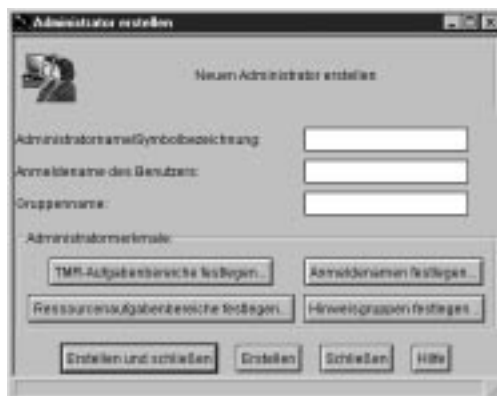 Administrator erstellen
Neuen Administrator erstellen
Administratorname/Symbolbezeichnung:
Anmeldename des Benutzers:
Gruppenname:
Administratormerkmale:
TMR-Aufgabenbereiche festlegen...
Anmeldenamen festlegen...
Ressourcenaufgabenbereiche festlegen...
Hinweisgruppen festlegen...
Erstellen und schließen
Erstellen
Schließen
Hilfe